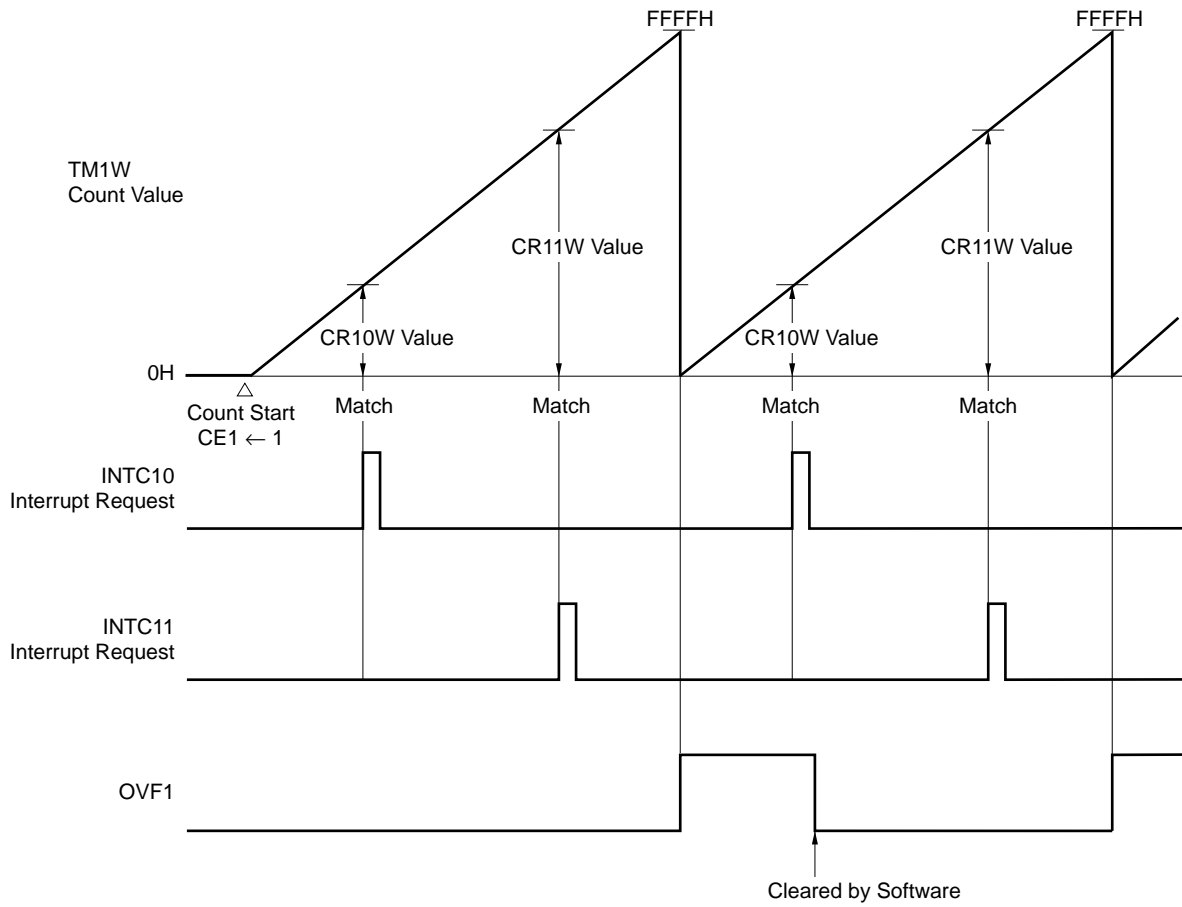 FFFFH
FFFFH
TM1W
Count Value
CR11W Value
CR11W Value
CR10W Value
CR10W Value
0H
Count Start
CE1 ← 1
Match
Match
Match
Match
INTC10
Interrupt Request
INTC11
Interrupt Request
OVF1
Cleared by Software